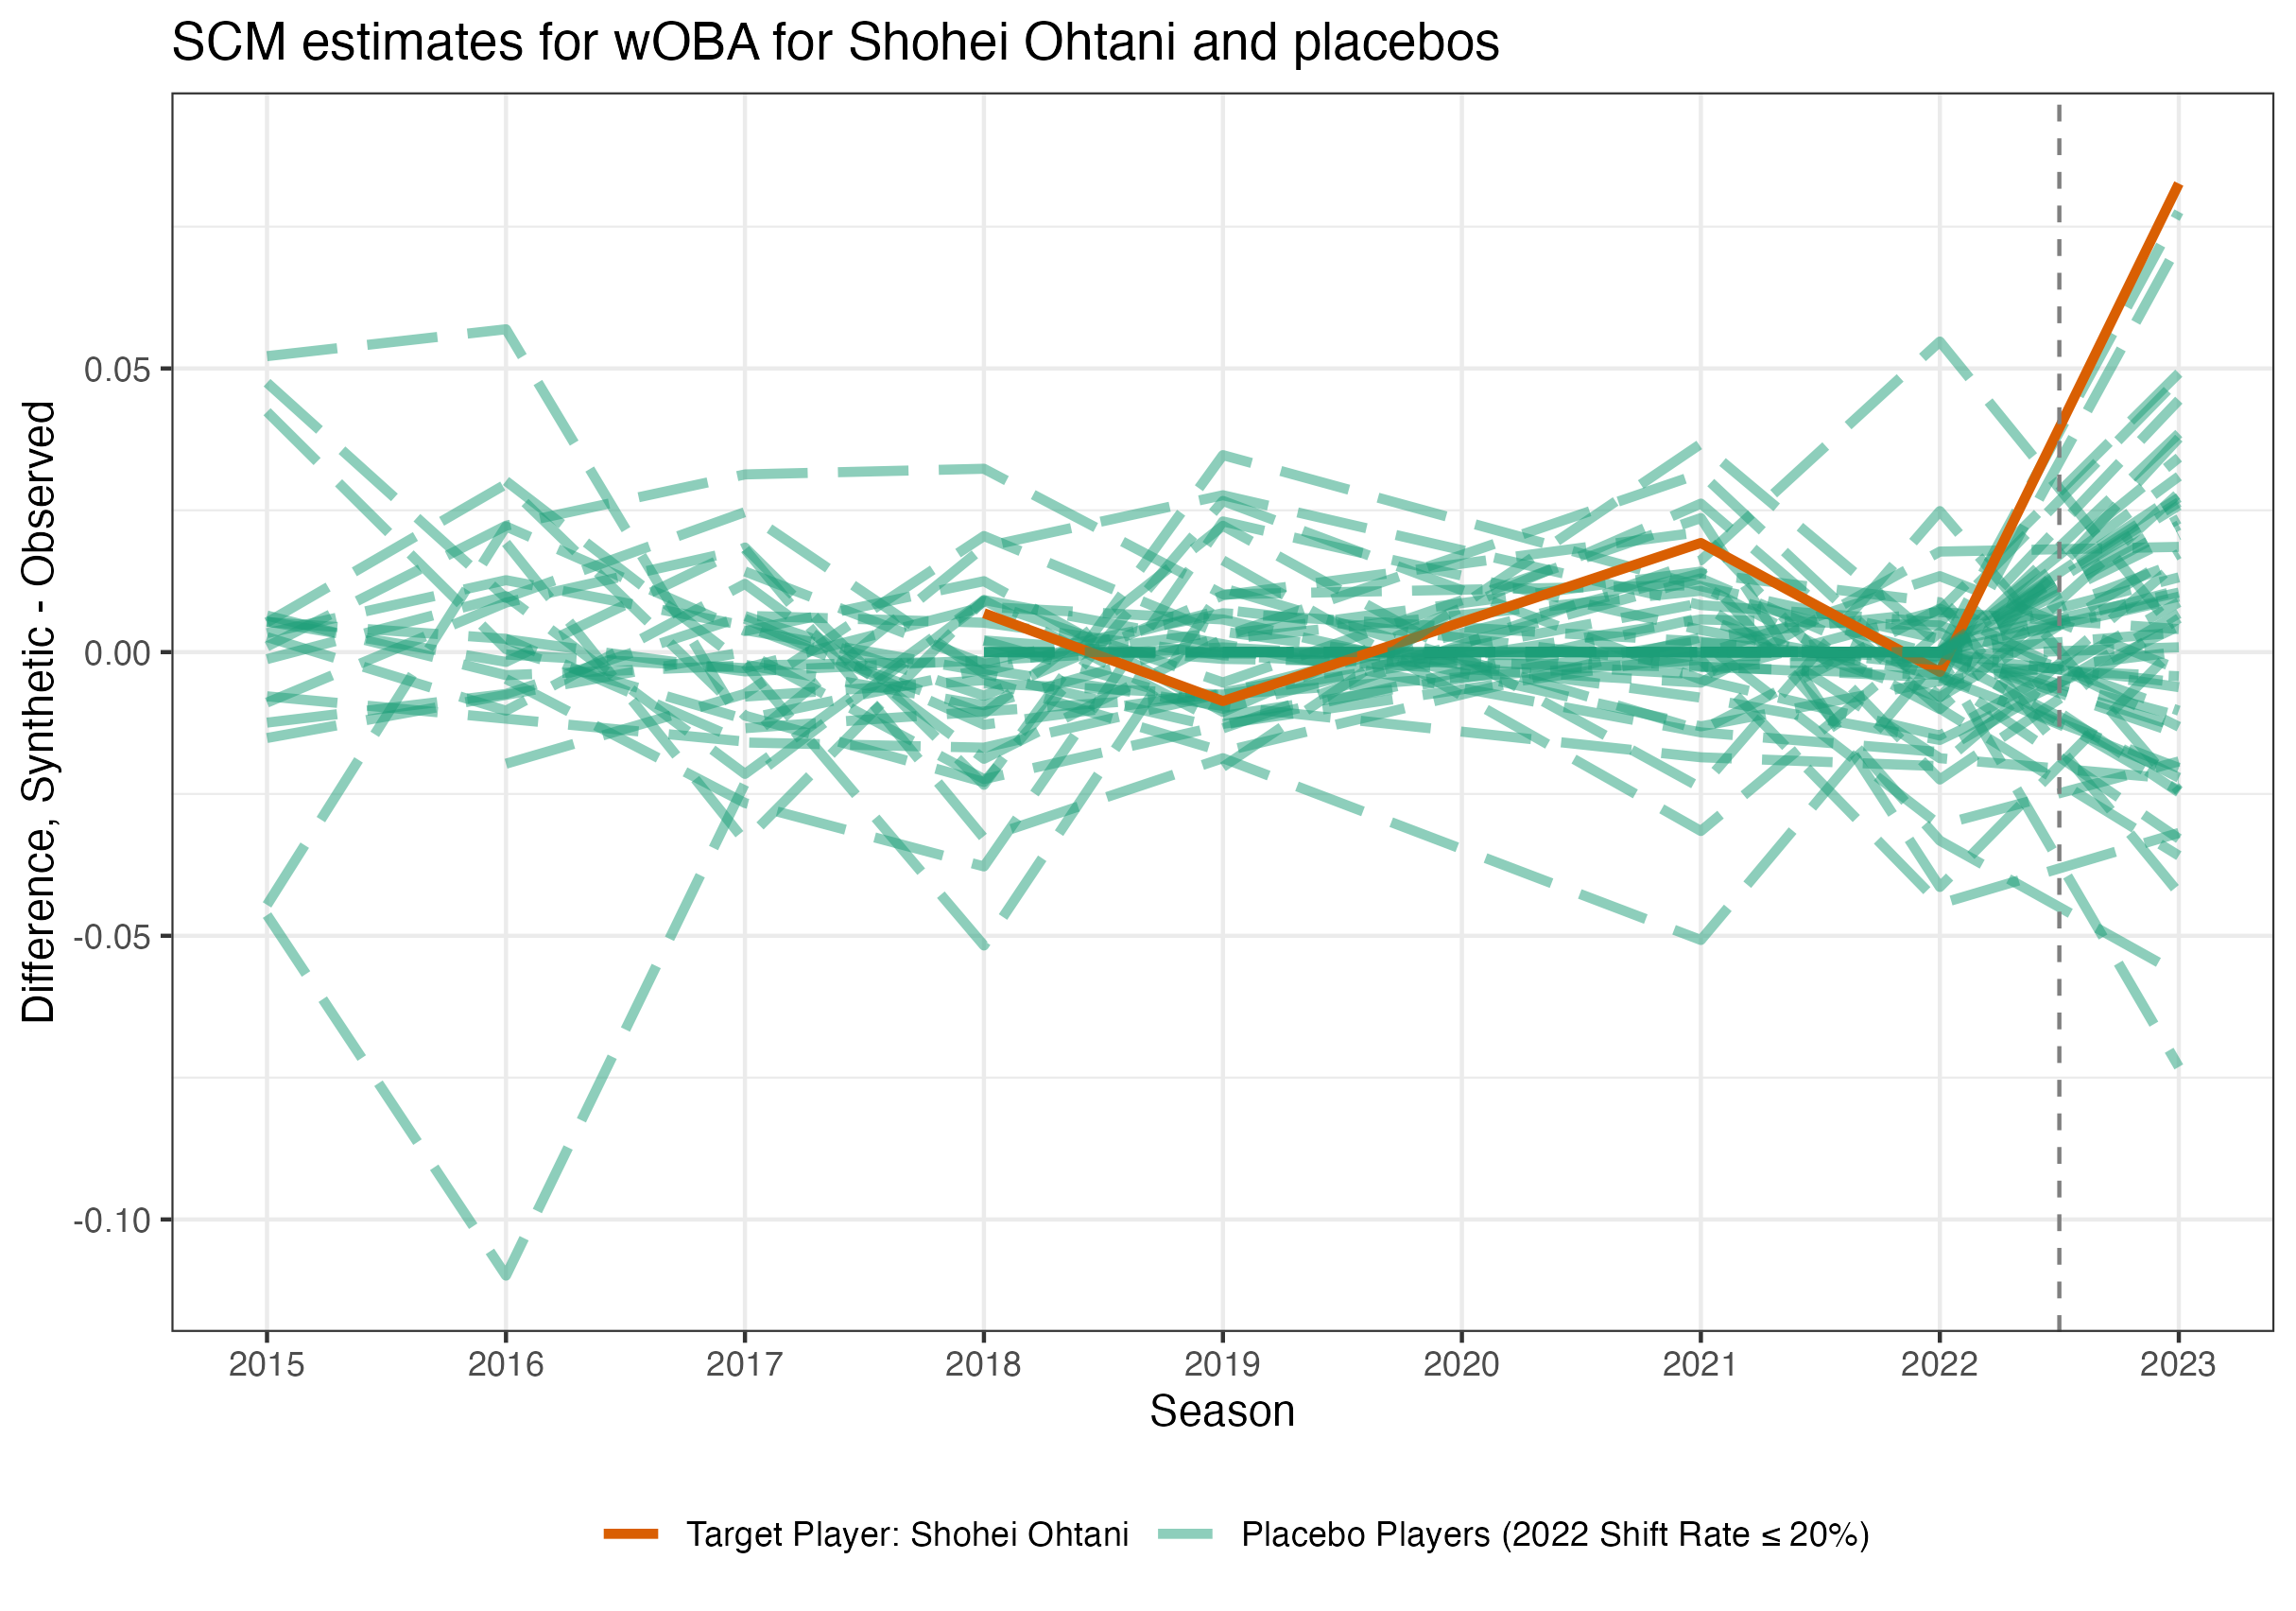 SCM estimates for wOBA for Shohei Ohtani and placebos
Difference, Synthetic - Observed
0.05
0.00
-0.05
-0.10
2015 2016 2017 2018 2019 2020 2021 2022 2023
Season
Target Player: Shohei Ohtani Placebo Players (2022 Shift Rate ≤ 20%)